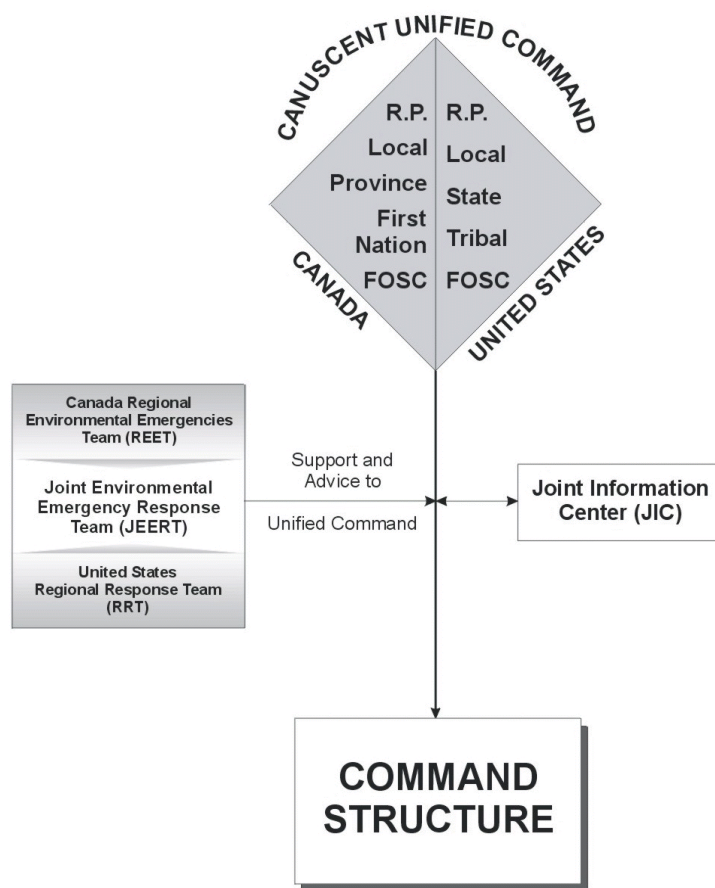 CANUSCENT UNIFIED COMMAND
R.P.
Local
Province
First
Nation
FOSC
R.P.
Local
State
Tribal
FOSC
CANADA
UNITED STATES
Canada Regional
Environmental Emergencies
Team (REET)
Joint Environmental
Emergency Response
Team (JEERT)
United States
Regional Response Team
(RRT)
Support and
Advice to
Unified Command
Joint Information
Center (JIC)
COMMAND
STRUCTURE